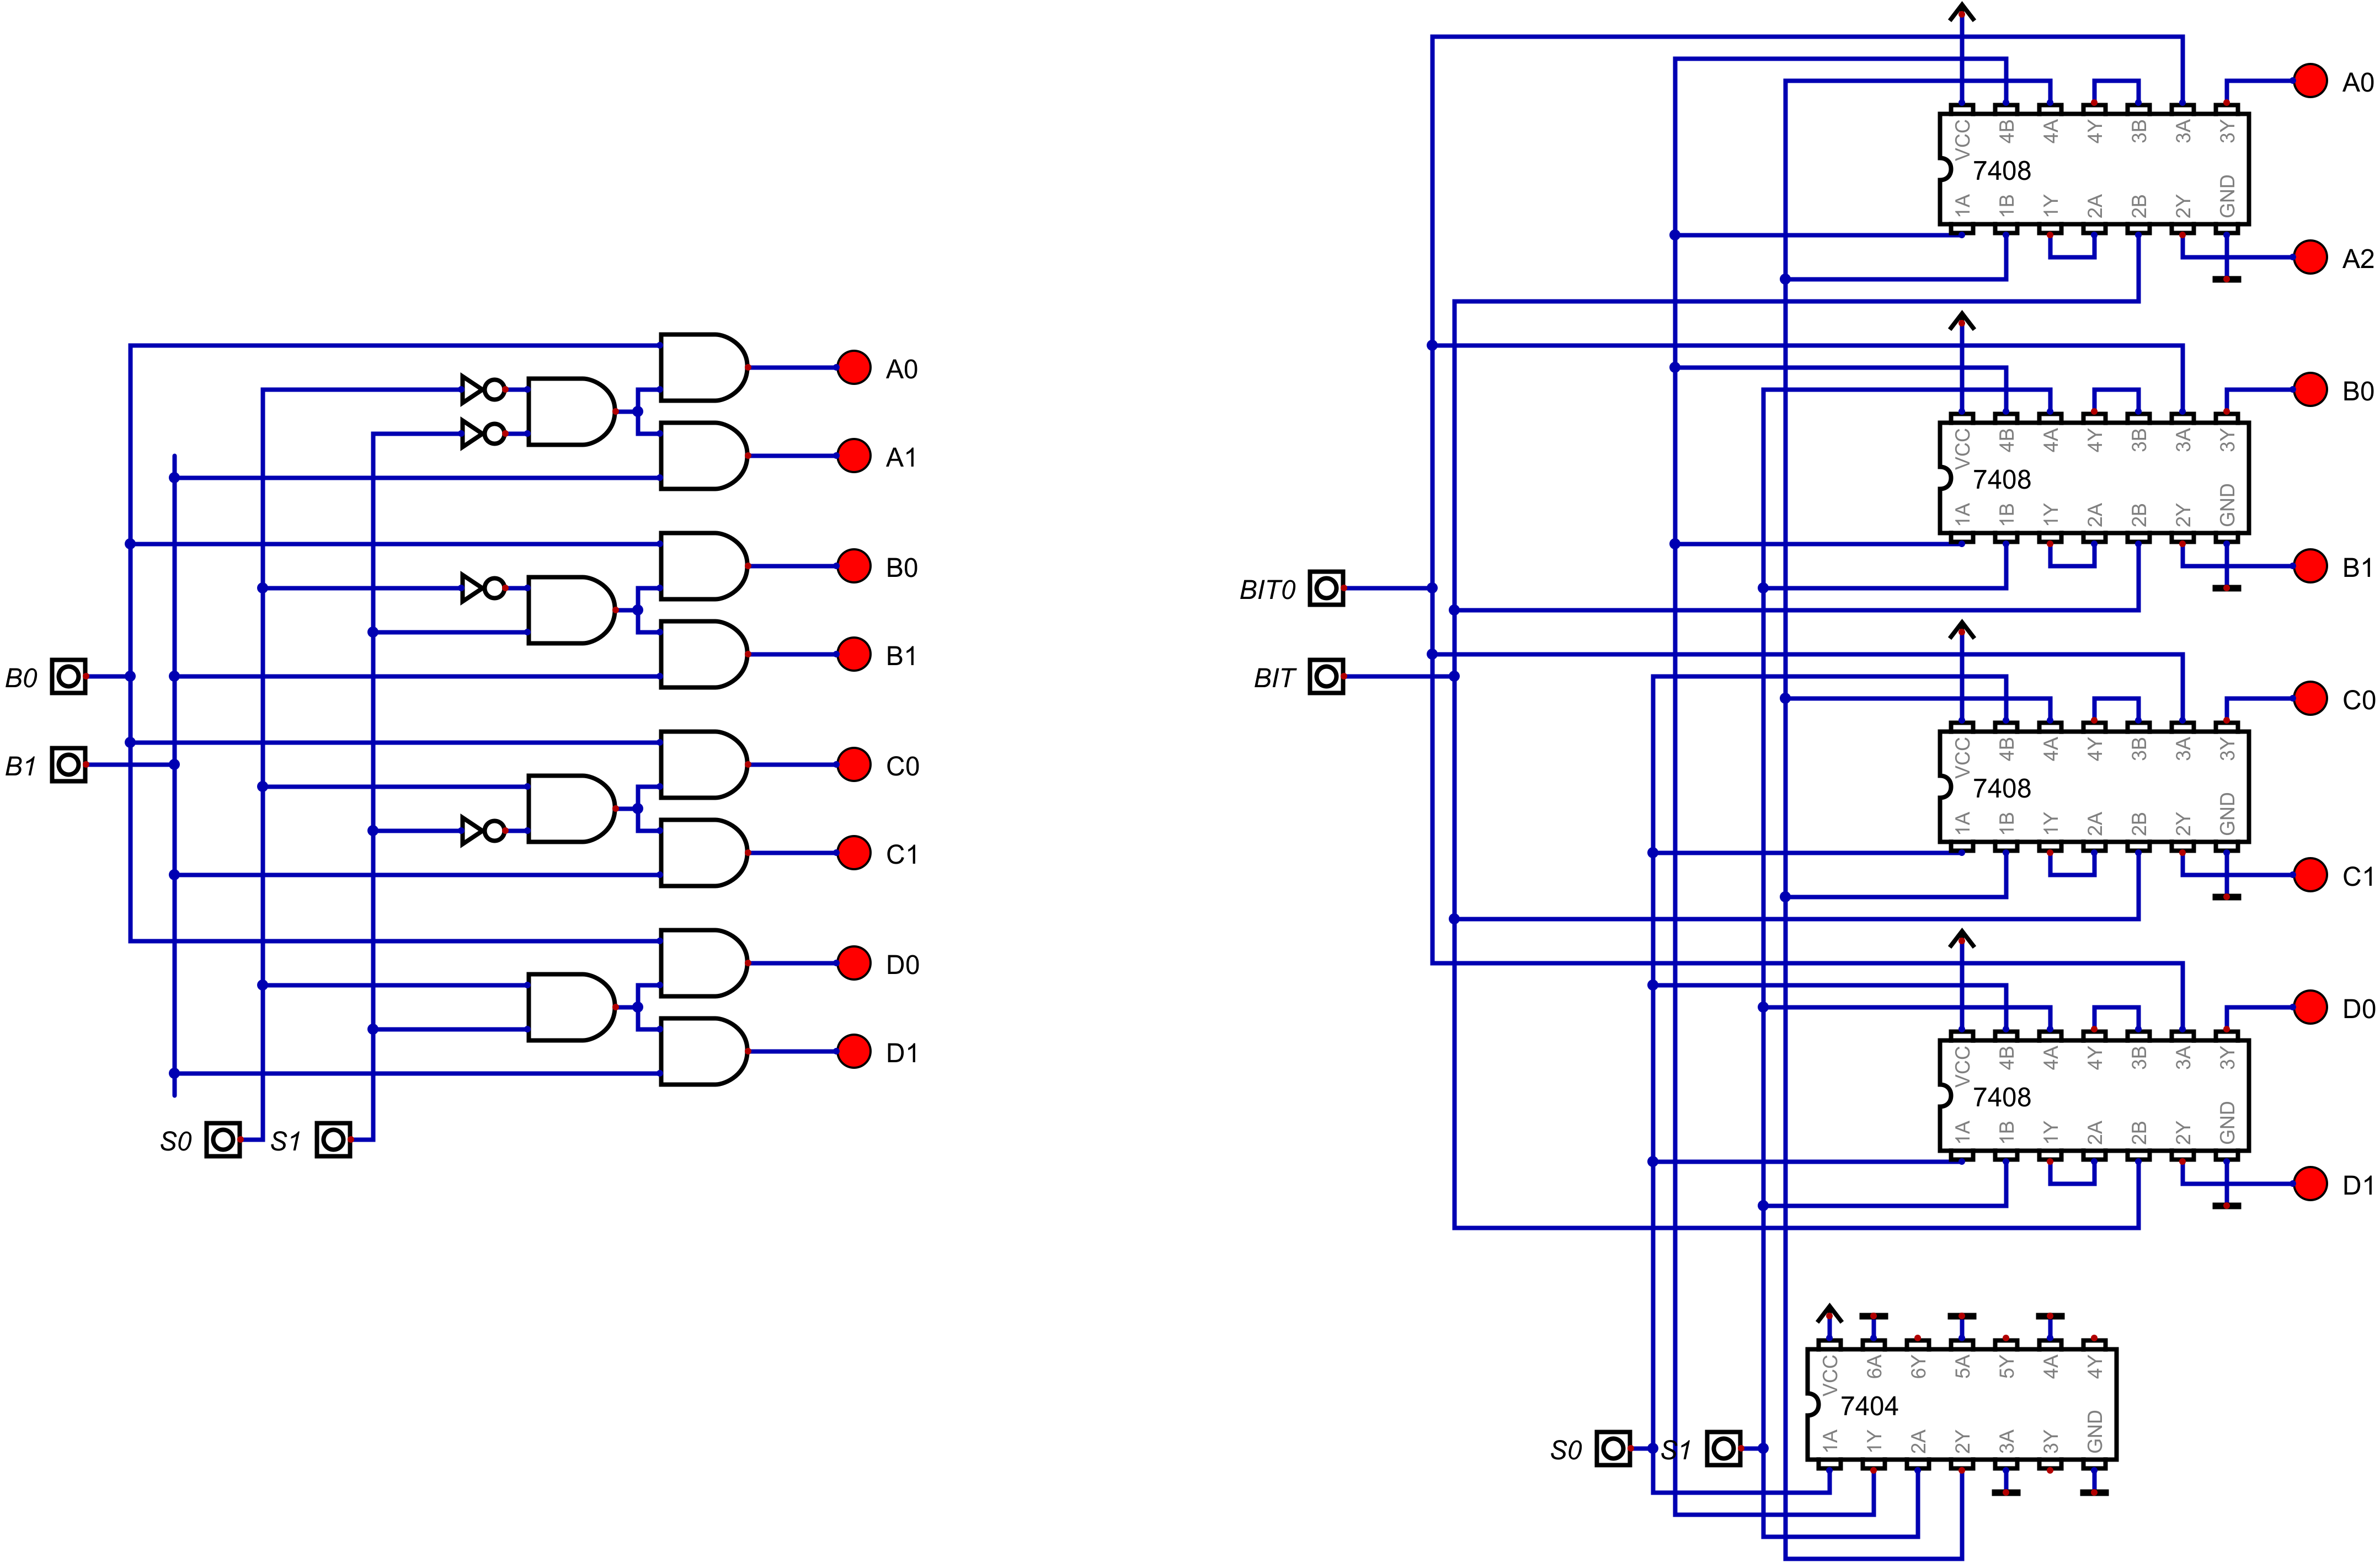 A0
A1
B0
B1
C0
C1
D0
D1
B0
B1
S0
S1
VCC 4B 4A 4Y 3B 3A 3Y
7408
1A 1B 1Y 2A 2B 2Y GND
A0
A2
VCC 4B 4A 4Y 3B 3A 3Y
7408
1A 1B 1Y 2A 2B 2Y GND
B0
B1
BIT0
BIT
VCC 4B 4A 4Y 3B 3A 3Y
7408
1A 1B 1Y 2A 2B 2Y GND
C0
C1
VCC 4B 4A 4Y 3B 3A 3Y
7408
1A 1B 1Y 2A 2B 2Y GND
D0
D1
VCC 6A 6Y 5A 5Y 4A 4Y
7404
1A 1Y 2A 2Y 3A 3Y GND
S0
S1